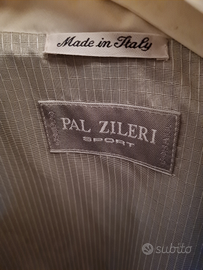 Made in Italy
PAL ZILERI
SPORT
subito